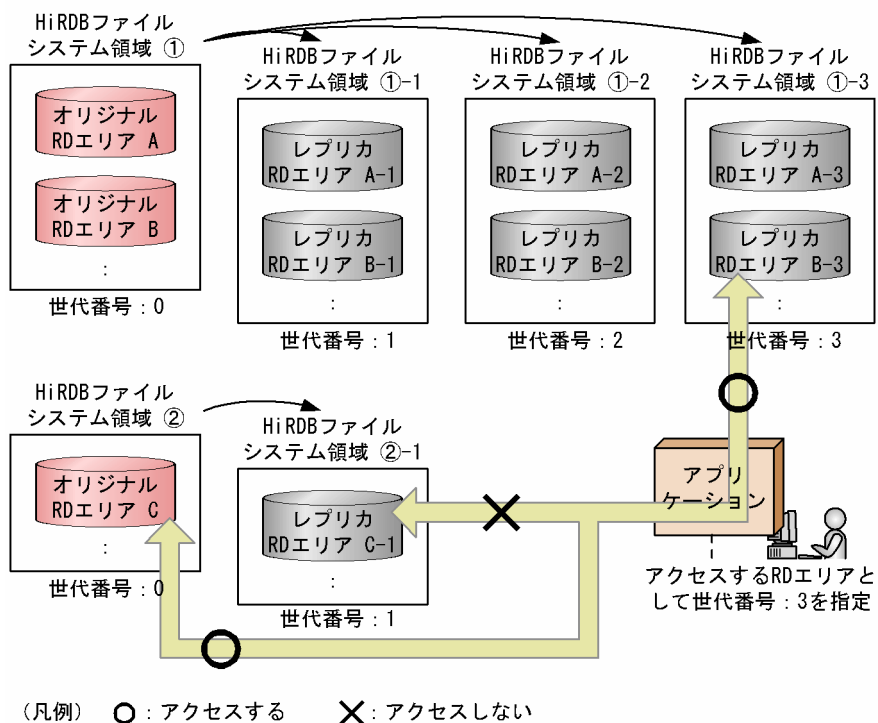 HiRDBファイル
システム領域 ①
オリジナル
RDエリア A
オリジナル
RDエリア B
:
世代番号：0
HiRDBファイル
システム領域 ①-1
レプリカ
RDエリア A-1
レプリカ
RDエリア B-1
:
世代番号：1
HiRDBファイル
システム領域 ①-2
レプリカ
RDエリア A-2
レプリカ
RDエリア B-2
:
世代番号：2
HiRDBファイル
システム領域 ①-3
レプリカ
RDエリア A-3
レプリカ
RDエリア B-3
:
世代番号：3
HiRDBファイル
システム領域 ②
オリジナル
RDエリア C
:
世代番号：0
HiRDBファイル
システム領域 ②-1
レプリカ
RDエリア C-1
:
世代番号：1
アプリ
ケーション
アクセスするRDエリアと
して世代番号：3を指定
（凡例） ○：アクセスする ×：アクセスしない